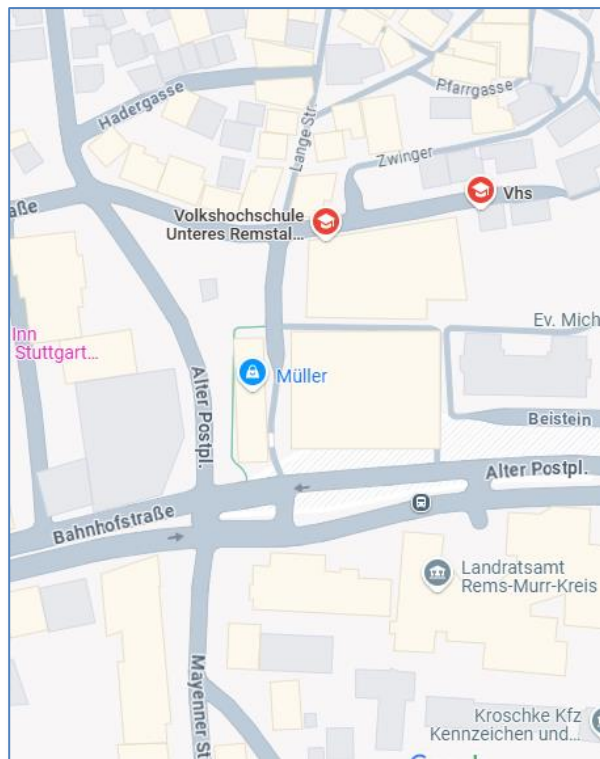 Hadergasse
Lange Str.
Pfarrgasse
Zwinger
Vhs
Volkshochschule
Unteres Remstal...
aße
Ev. Mich
Inn
Stuttgart...
Müller
Alter Postpl.
Beistein
Alter Postpl.
Bahnhofstraße
Landratsamt
Rems-Murr-Kreis
Mayenner St
Kroschke Kfz
Kennzeichen und...